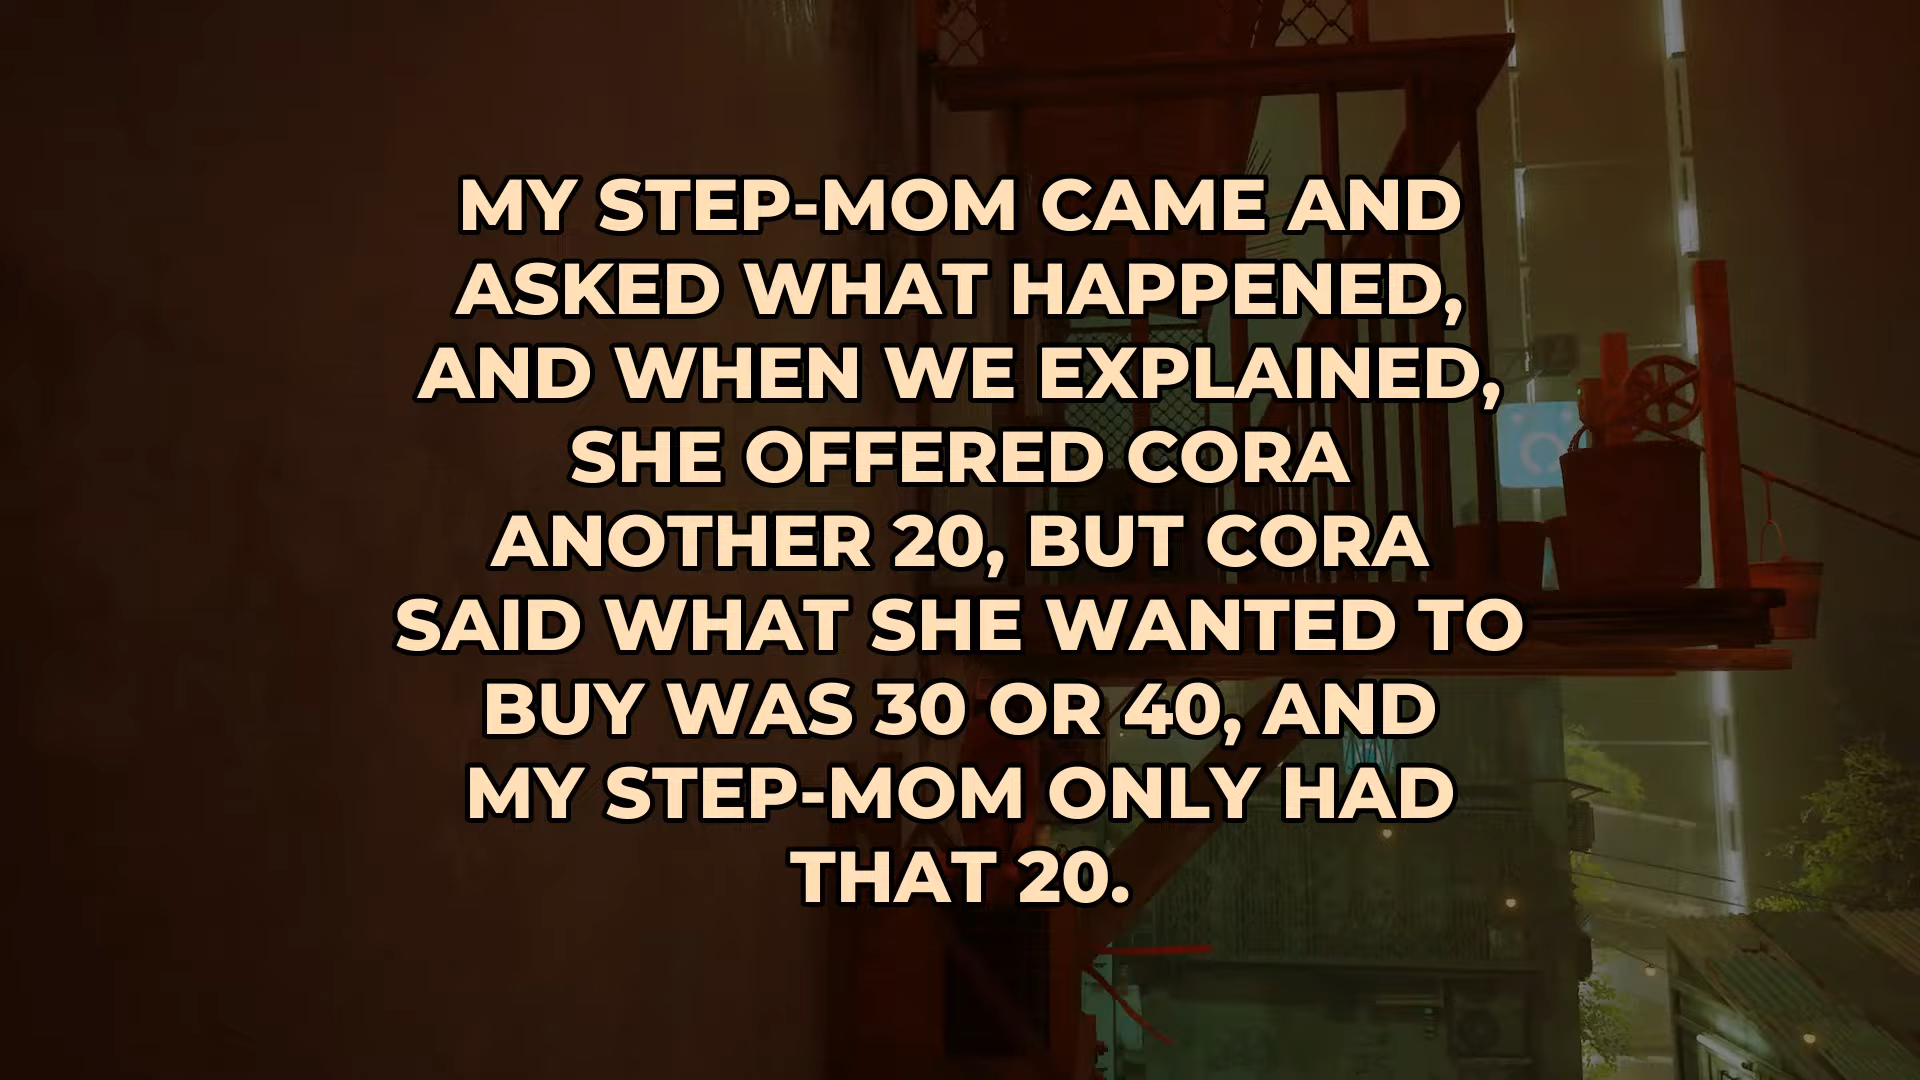 MY STEP-MOM CAME AND
ASKED WHAT HAPPENED,
AND WHEN WE EXPLAINED,
SHE OFFERED CORA
ANOTHER 20, BUT CORA
SAID WHAT SHE WANTED TO
BUY WAS 30 OR 40, AND
MY STEP-MOM ONLY HAD
THAT 20.